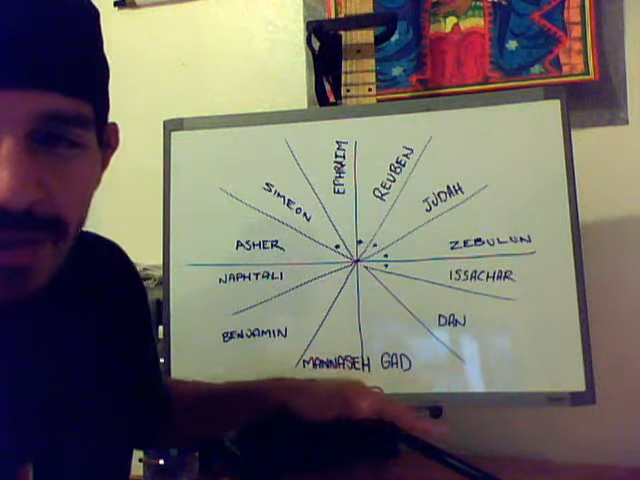 EPHRAIM
REUBEN
SIMEON
JUDAH
ASHER
ZEBULUN
NAPHTALI
ISSACHAR
BENJAMIN
DAN
MANNASEH GAD